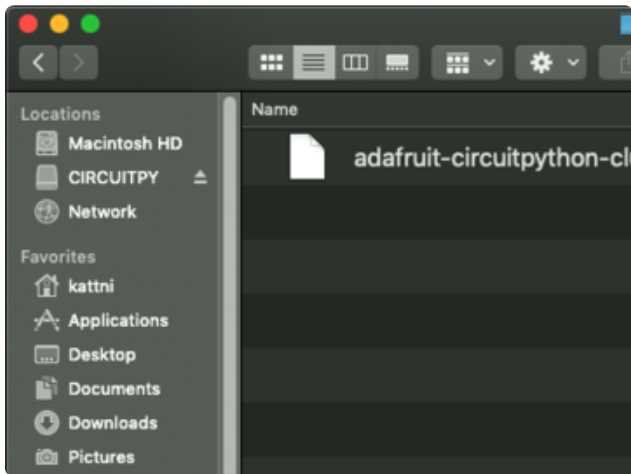 Name
adafruit-circuitpython-cl
Locations
Macintosh HD
CIRCUITPY
Network
Favorites
kattni
Applications
Desktop
Documents
Downloads
Pictures